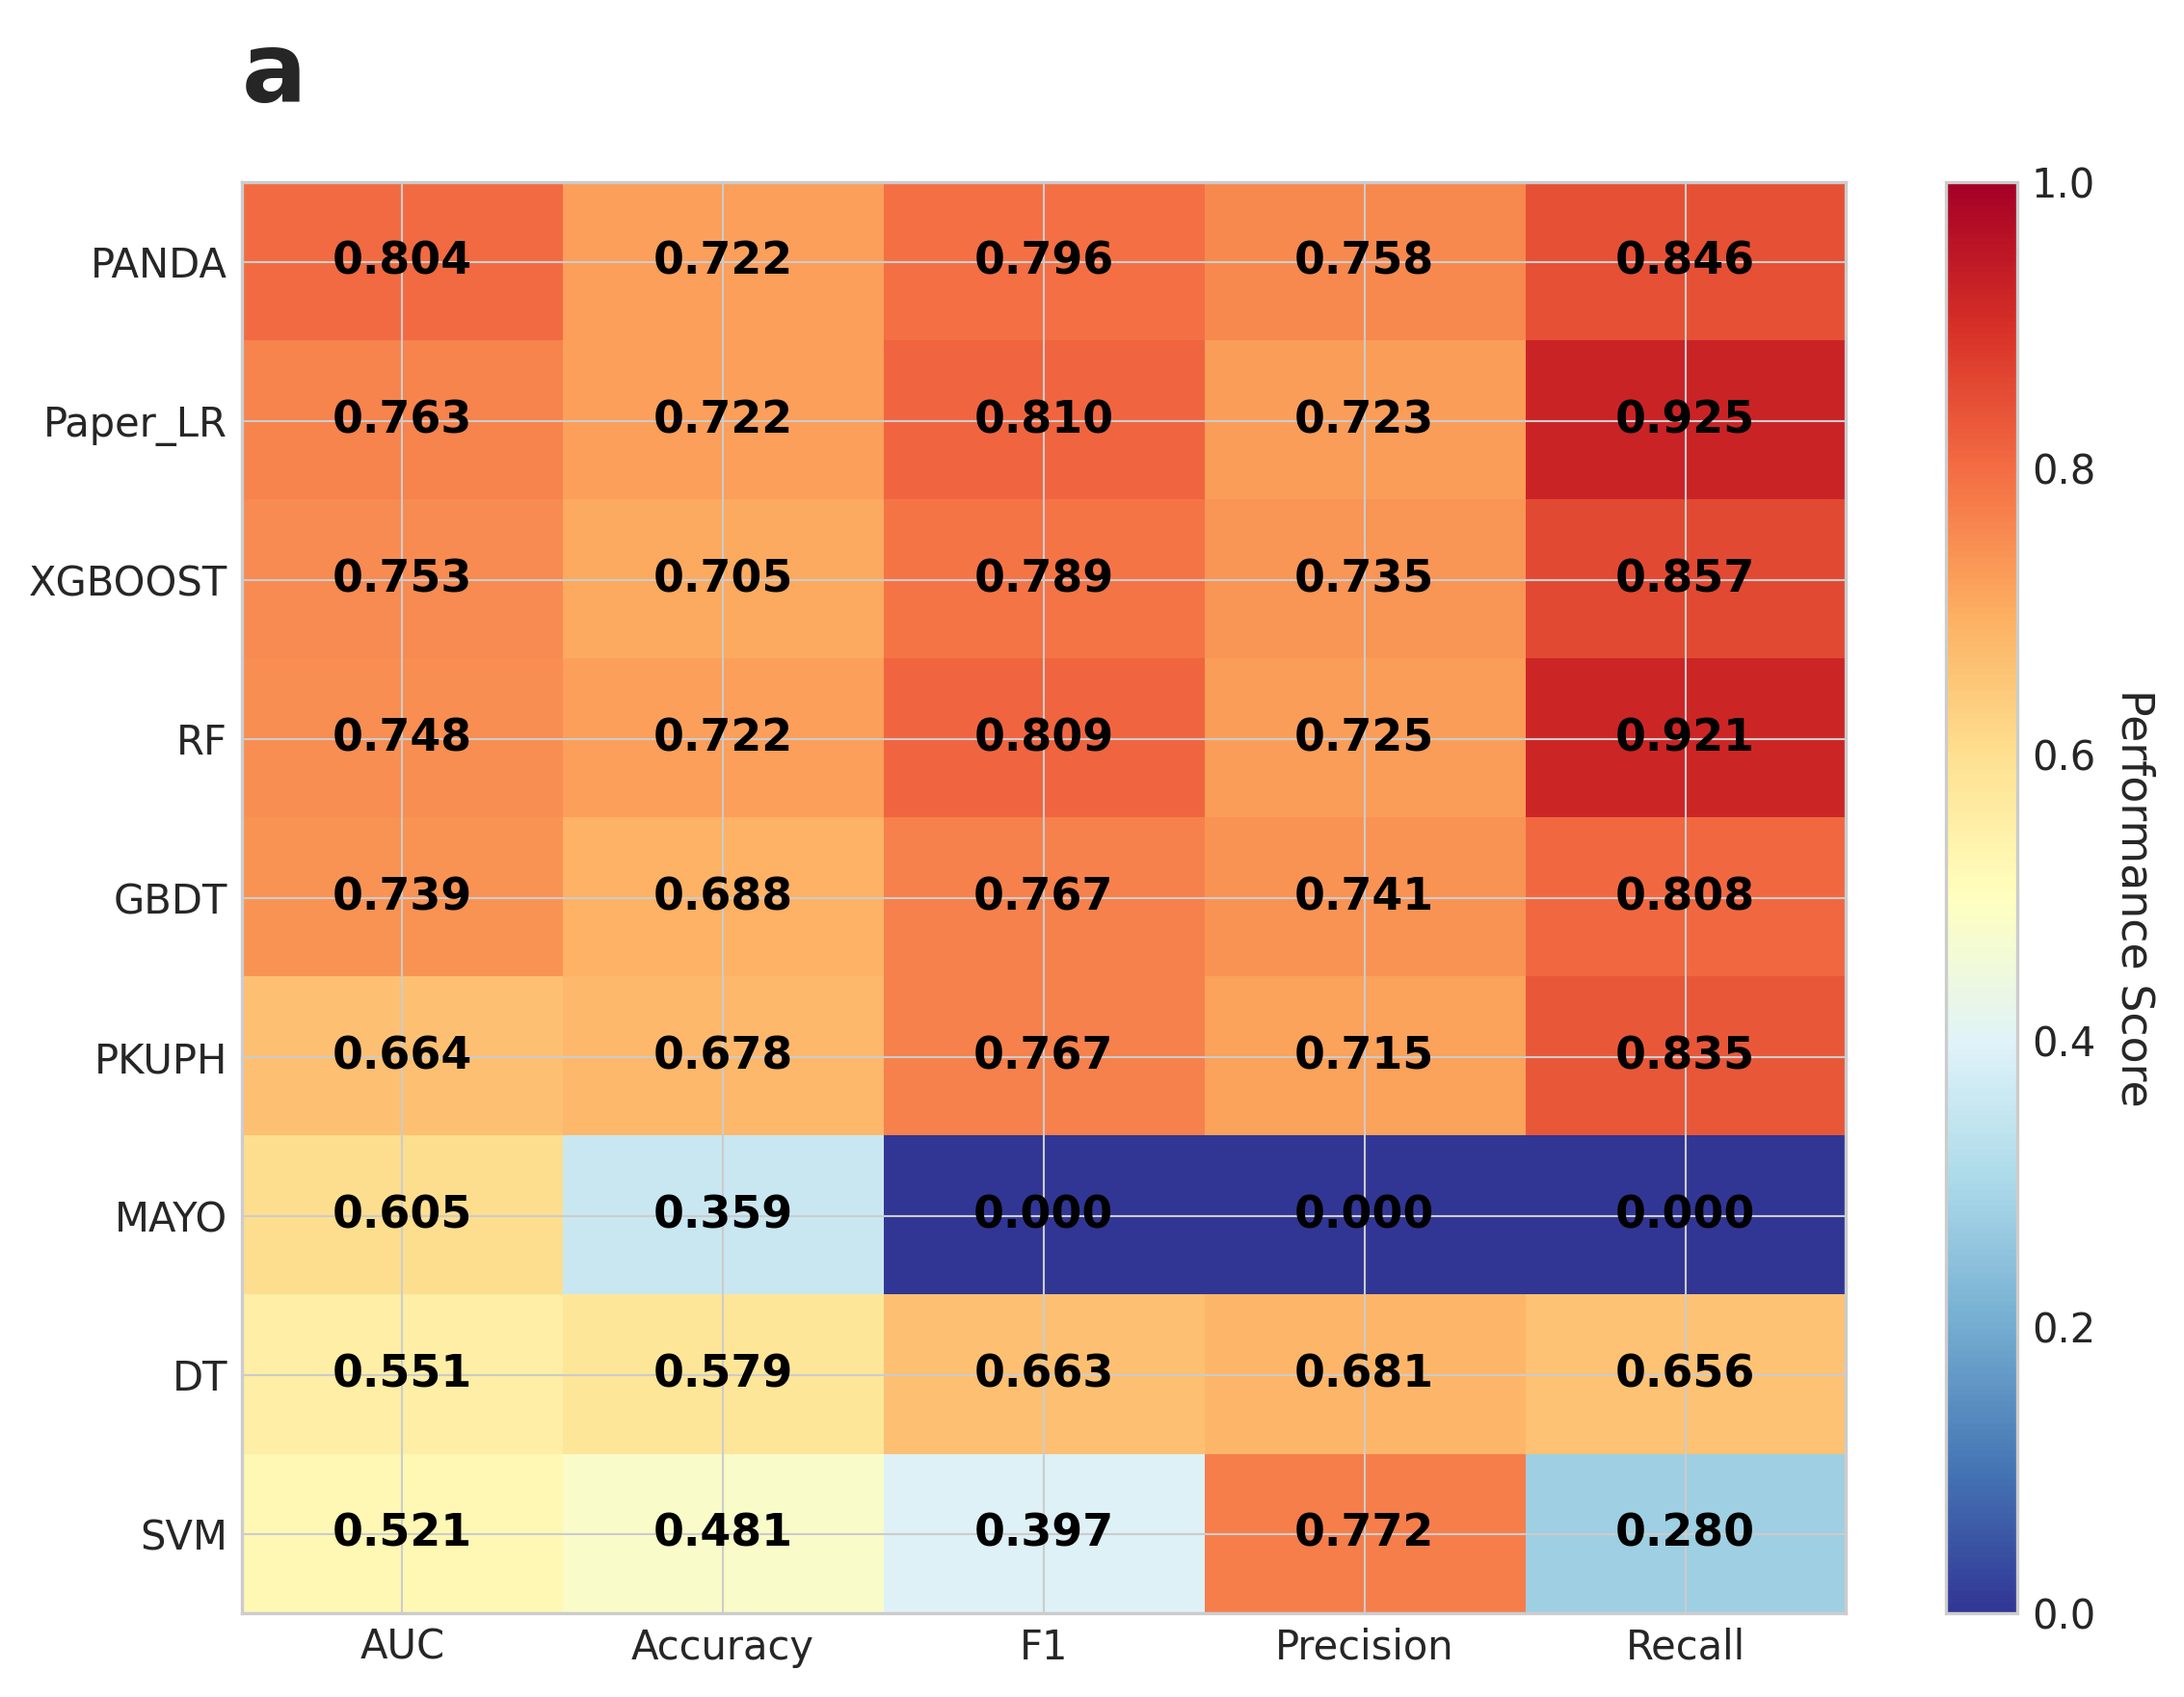 a
PANDA 0.804 0.722 0.796 0.758 0.846
Paper_LR 0.763 0.722 0.810 0.723 0.925
XGBOOST 0.753 0.705 0.789 0.735 0.857
RF 0.748 0.722 0.809 0.725 0.921
GBDT 0.739 0.688 0.767 0.741 0.808
PKUPH 0.664 0.678 0.767 0.715 0.835
MAYO 0.605 0.359 0.000 0.000 0.000
DT 0.551 0.579 0.663 0.681 0.656
SVM 0.521 0.481 0.397 0.772 0.280
AUC Accuracy F1 Precision Recall
1.0
0.8
0.6
0.4
0.2
0.0
Performance Score